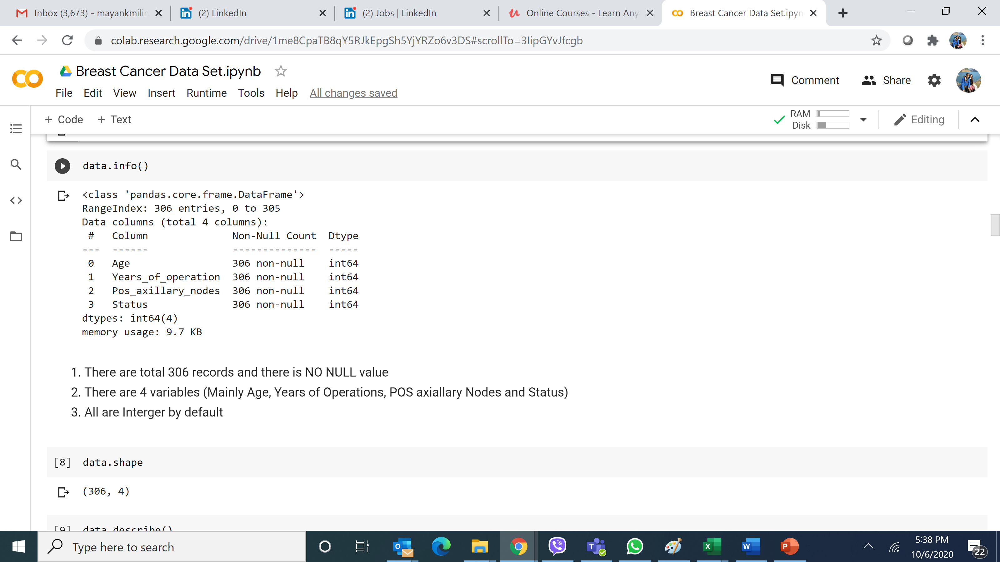 Inbox (3,673) - mayankmilin
(2) LinkedIn
(2) Jobs | LinkedIn
Online Courses - Learn Any
Breast Cancer Data Set.ipyn
colab.research.google.com/drive/1me8CpaTB8qY5RJkEpgSh5YjYRZo6v3DS#scrollTo=3IipGYvJfcgb
Breast Cancer Data Set.ipynb
Comment Share
File Edit View Insert Runtime Tools Help All changes saved
+ Code + Text
RAM
Disk
Editing
data.info()
<class 'pandas.core.frame.DataFrame'>
RangeIndex: 306 entries, 0 to 305
Data columns (total 4 columns):
 #   Column              Non-Null Count  Dtype
---  ------              --------------  -----
 0   Age                 306 non-null    int64
 1   Years_of_operation  306 non-null    int64
 2   Pos_axillary_nodes  306 non-null    int64
 3   Status              306 non-null    int64
dtypes: int64(4)
memory usage: 9.7 KB
1. There are total 306 records and there is NO NULL value
2. There are 4 variables (Mainly Age, Years of Operations, POS axiallary Nodes and Status)
3. All are Interger by default
[8] data.shape
(306, 4)
[9] data.describe()
Type here to search
5:38 PM
10/6/2020
22